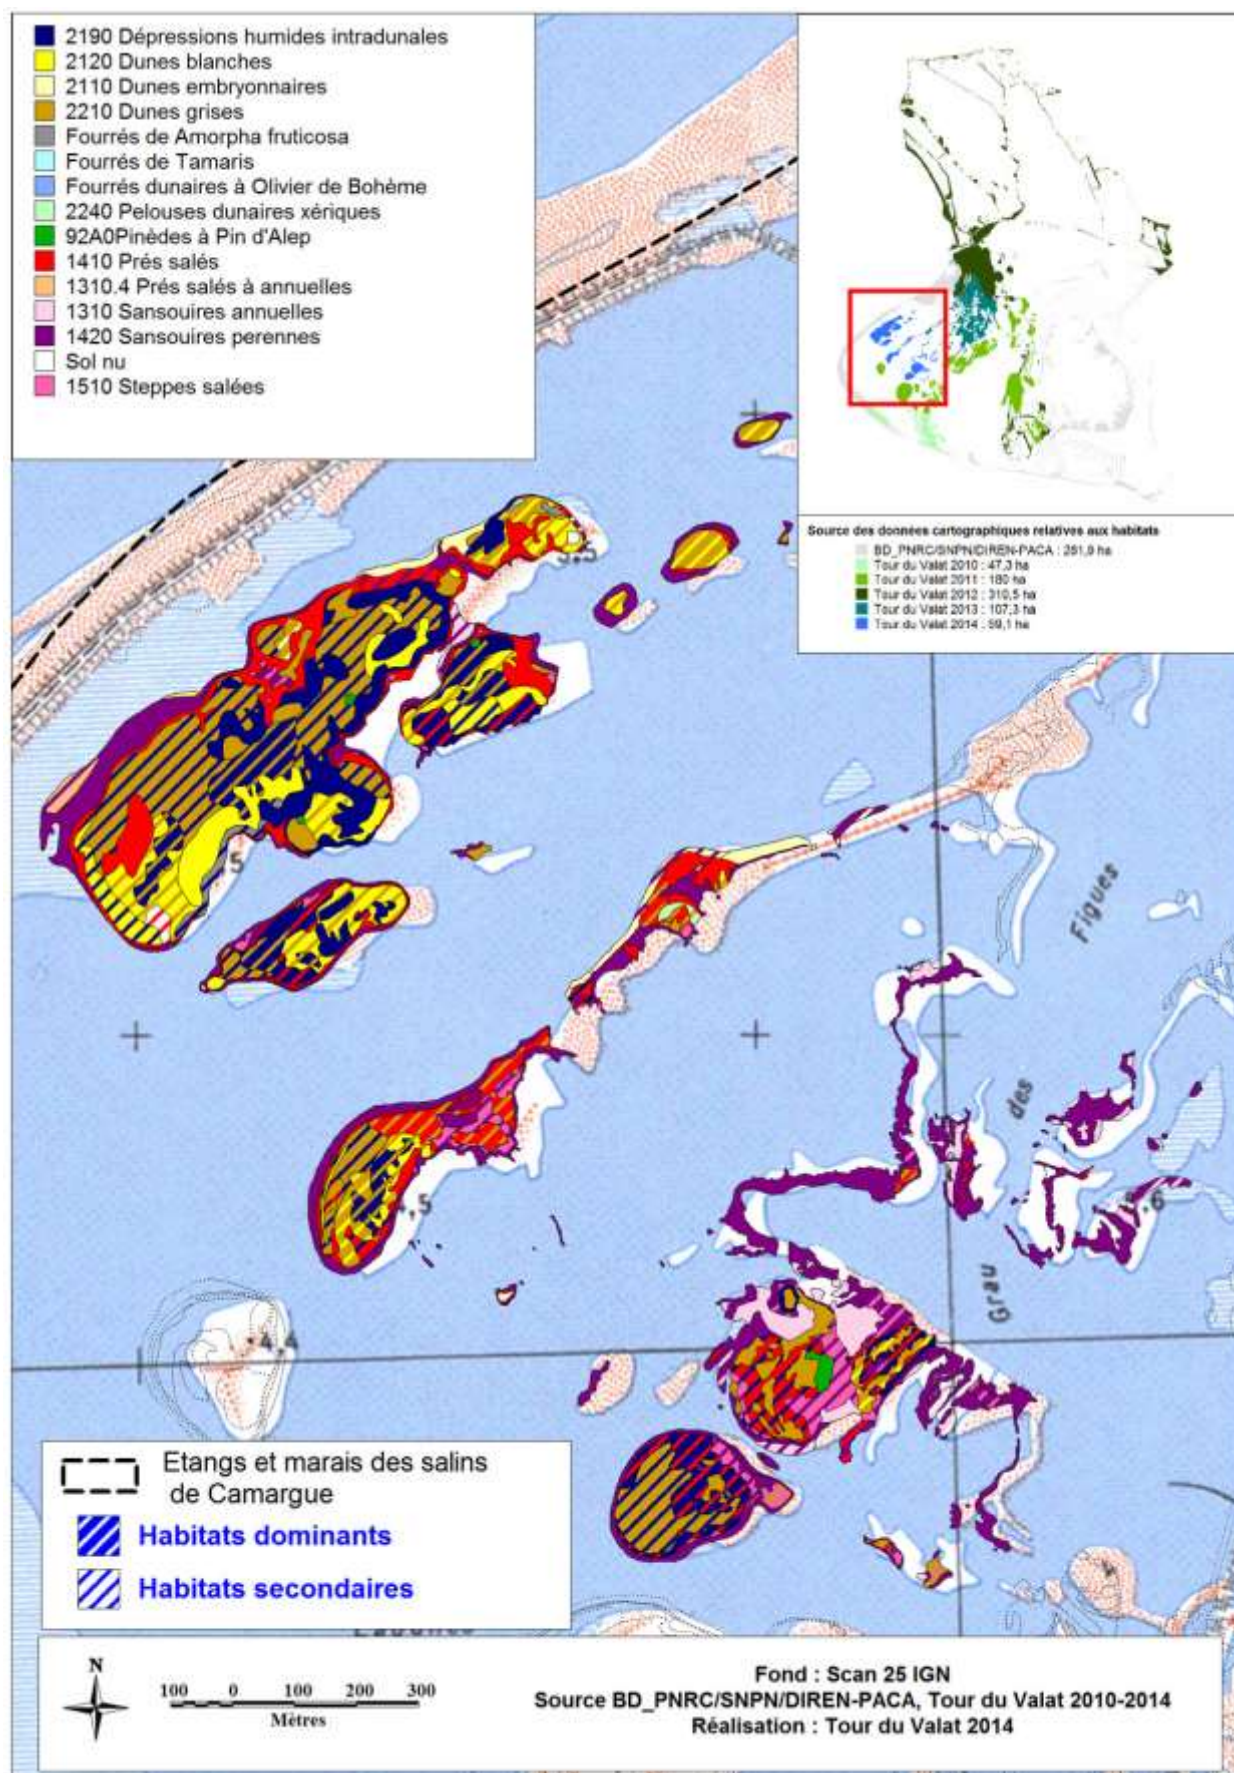 2190 Dépressions humides intradunales
2120 Dunes blanches
2110 Dunes embryonnaires
2210 Dunes grises
Fourrés de Amorpha fruticosa
Fourrés de Tamaris
Fourrés dunaires à Olivier de Bohème
2240 Pelouses dunaires xériques
92A0Pinèdes à Pin d'Alep
1410 Prés salés
1310.4 Prés salés à annuelles
1310 Sansouires annuelles
1420 Sansouires perennes
Sol nu
1510 Steppes salées
Source des données cartographiques relatives aux habitats
BD_PNRC/SNPN/DIREN-PACA : 281,9 ha
Tour du Valat 2010 : 47,3 ha
Tour du Valat 2011 : 180 ha
Tour du Valat 2012 : 310,5 ha
Tour du Valat 2013 : 107,3 ha
Tour du Valat 2014 : 59,1 ha
3.5
5
Figues
des
,5
6
Grau
4,4
Etangs et marais des salins
de Camargue
Habitats dominants
Habitats secondaires
N
100 0 100 200 300
Mètres
Fond : Scan 25 IGN
Source BD_PNRC/SNPN/DIREN-PACA, Tour du Valat 2010-2014
Réalisation : Tour du Valat 2014